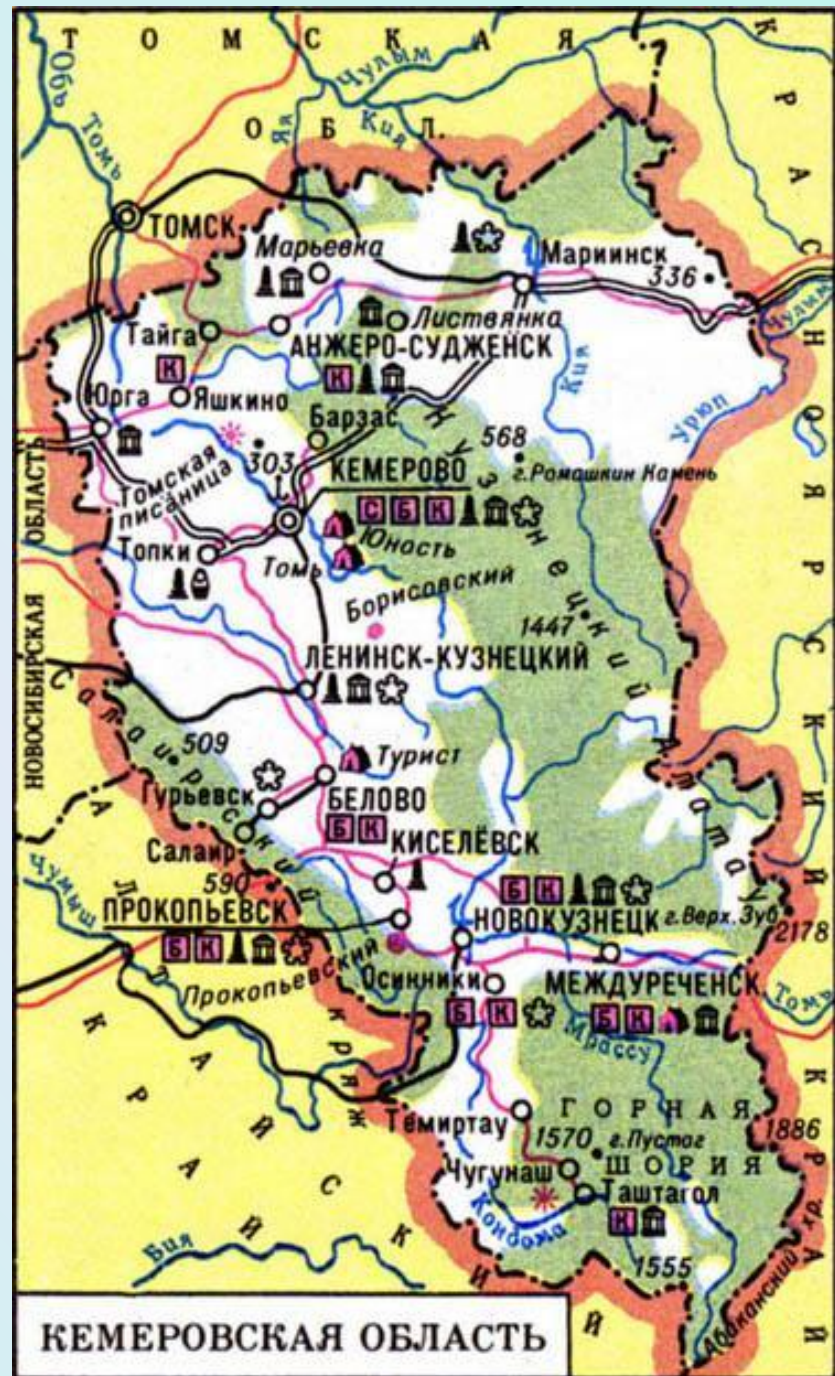 ТОМСКАЯ
ОБЛ.
КРАСНОЯРСКИЙ КРАЙ
Обь
Томь
Чулым
Яя
Кия
ТОМСК
Марьевка
Мариинск
336
Чулым
Тайга
Листвянка
АНЖЕРО-СУДЖЕНСК
К
К
Кия
Урюп
Юрга
Яшкино
Барзас
568
г. Ромашкин Камень
Томская
писаница
303
КЕМЕРОВО
С Б К
Юность
Топки
Томь
Борисовский
КУЗНЕЦКИЙ АЛАТАУ
1447
НОВОСИБИРСКАЯ ОБЛАСТЬ
ЛЕНИНСК-КУЗНЕЦКИЙ
Салаирский кряж
509
Турист
Гурьевск
БЕЛОВО
Б К
Салаир
КИСЕЛЁВСК
590
Чумыш
ПРОКОПЬЕВСК
Б К
Б К
НОВОКУЗНЕЦК
г. Верх. Зуб
2178
Прокопьевский
Осинники
Б К
МЕЖДУРЕЧЕНСК
Б К
Томь
Мрассу
АЛТАЙСКИЙ
КРАЙ
Темиртау
ГОРНАЯ
ШОРИЯ
1886
1570
г. Пустаг
Чугунаш
Таштагол
К
Кондома
Бия
1555
Абаканский хр.
КЕМЕРОВСКАЯ ОБЛАСТЬ